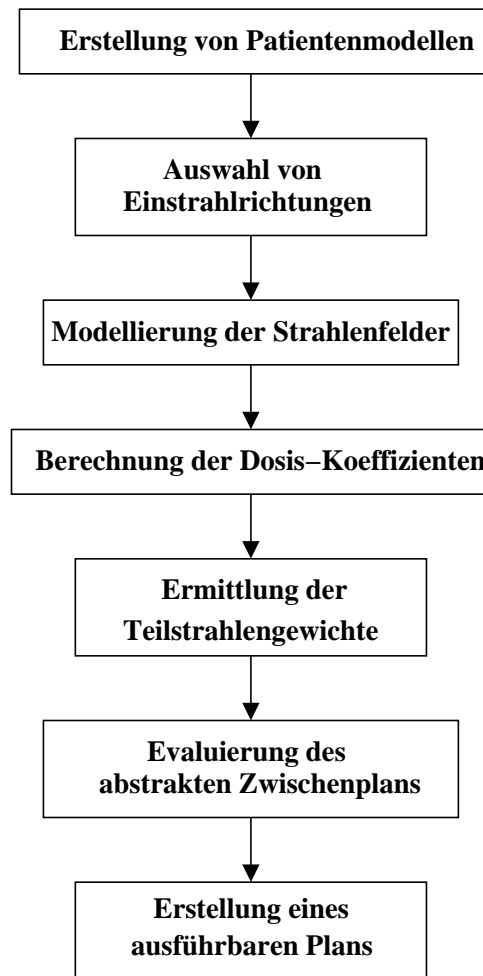 Erstellung von Patientenmodellen
Auswahl von
Einstrahlrichtungen
Modellierung der Strahlenfelder
Berechnung der Dosis−Koeffizienten
Ermittlung der
Teilstrahlengewichte
Evaluierung des
abstrakten Zwischenplans
Erstellung eines
ausführbaren Plans